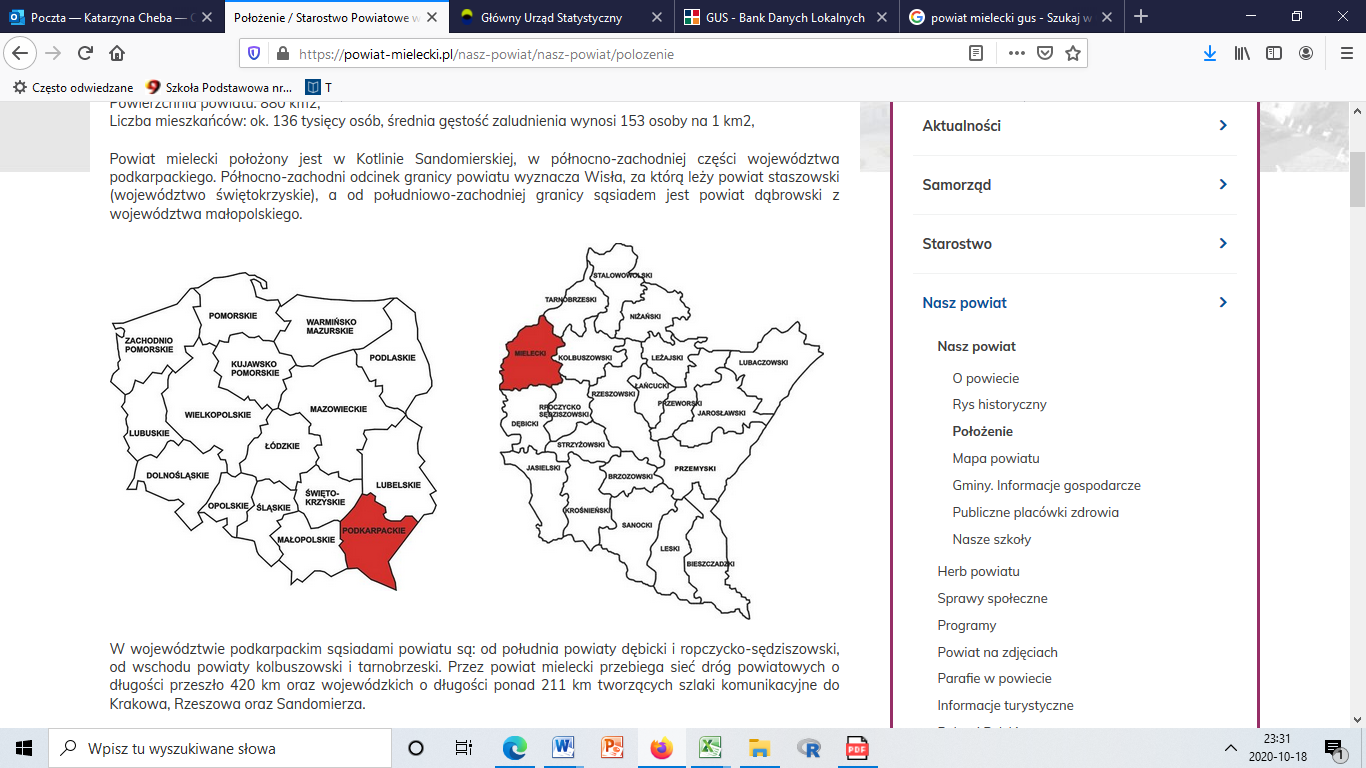 Poczta — Katarzyna Cheba — O
Położenie / Starostwo Powiatowe w
Główny Urząd Statystyczny
GUS - Bank Danych Lokalnych
powiat mielecki gus - Szukaj w
https://powiat-mielecki.pl/nasz-powiat/nasz-powiat/polozenie
Często odwiedzane
Szkoła Podstawowa nr...
T
Powierzchnia powiatu: 880 km2,
Liczba mieszkańców: ok. 136 tysięcy osób, średnia gęstość zaludnienia wynosi 153 osoby na 1 km2,
Powiat mielecki położony jest w Kotlinie Sandomierskiej, w północno-zachodniej części województwa
podkarpackiego. Północno-zachodni odcinek granicy powiatu wyznacza Wisła, za którą leży powiat staszowski
(województwo świętokrzyskie), a od południowo-zachodniej granicy sąsiadem jest powiat dąbrowski z
województwa małopolskiego.
POMORSKIE
WARMIŃSKO
MAZURSKIE
ZACHODNIO
POMORSKIE
PODLASKIE
KUJAWSKO
POMORSKIE
MAZOWIECKIE
WIELKOPOLSKIE
LUBUSKIE
ŁÓDZKIE
DOLNOŚLĄSKIE
LUBELSKIE
ŚWIĘTO-
KRZYSKIE
OPOLSKIE
ŚLĄSKIE
PODKARPACKIE
MAŁOPOLSKIE
STALOWOWOLSKI
TARNOBRZESKI
NIŻAŃSKI
MIELECKI
KOLBUSZOWSKI
LEŻAJSKI
LUBACZOWSKI
ŁAŃCUCKI
RZESZOWSKI
PRZEWORSKI
JAROSŁAWSKI
ROPCZYCKO
SĘDZISZOWSKI
DĘBICKI
STRZYŻOWSKI
JASIELSKI
PRZEMYSKI
BRZOZOWSKI
KROŚNIEŃSKI
SANOCKI
LESKI
BIESZCZADZKI
W województwie podkarpackim sąsiadami powiatu są: od południa powiaty dębicki i ropczycko-sędziszowski,
od wschodu powiaty kolbuszowski i tarnobrzeski. Przez powiat mielecki przebiega sieć dróg powiatowych o
długości przeszło 420 km oraz wojewódzkich o długości ponad 211 km tworzących szlaki komunikacyjne do
Krakowa, Rzeszowa oraz Sandomierza.
Aktualności
Samorząd
Starostwo
Nasz powiat
Nasz powiat
O powiecie
Rys historyczny
Położenie
Mapa powiatu
Gminy. Informacje gospodarcze
Publiczne placówki zdrowia
Nasze szkoły
Herb powiatu
Sprawy społeczne
Programy
Powiat na zdjęciach
Parafie w powiecie
Informacje turystyczne
Wpisz tu wyszukiwane słowa
23:31
2020-10-18
1